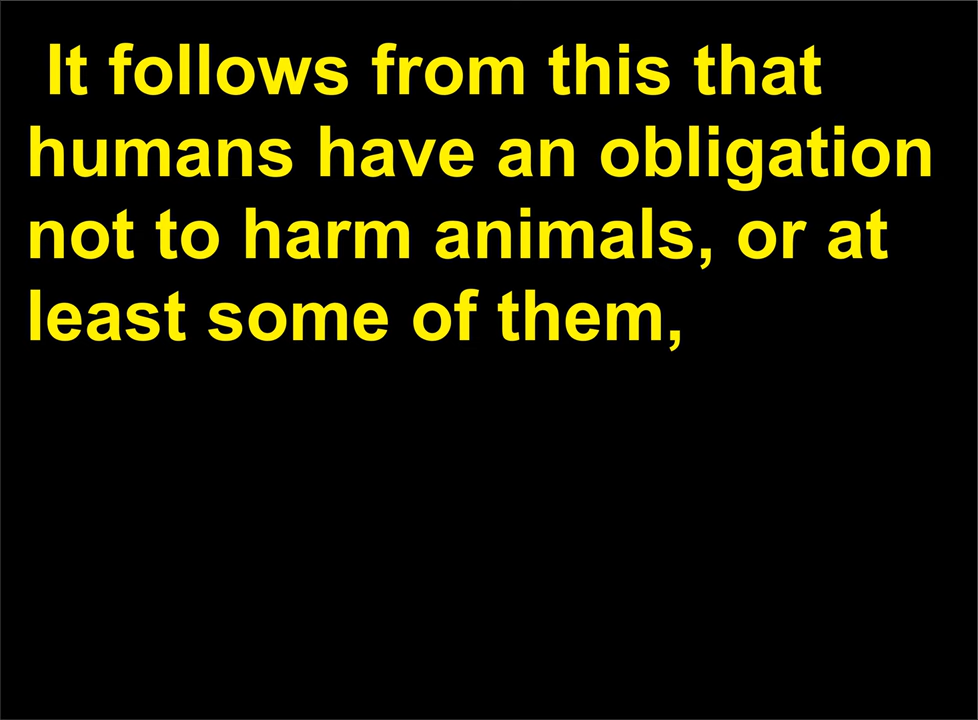 It follows from this that
humans have an obligation
not to harm animals, or at
least some of them,